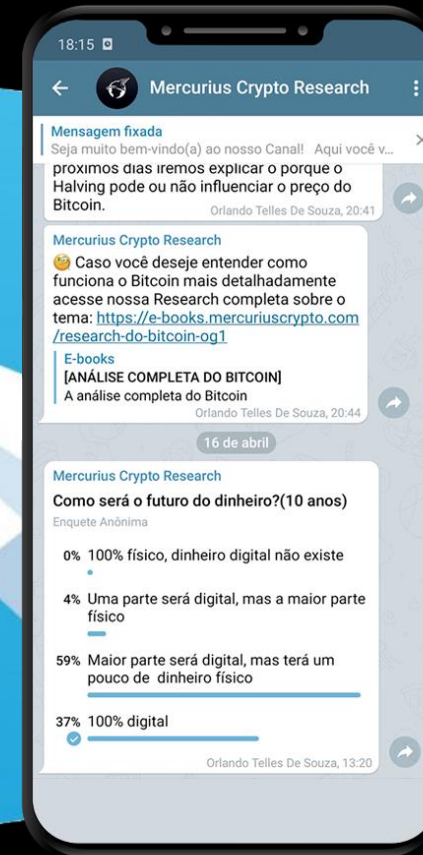 18:15
Mercurius Crypto Research
Mensagem fixada
Seja muito bem-vindo(a) ao nosso Canal! Aqui você v...
próximos dias iremos explicar o porquê o
Halving pode ou não influenciar o preço do
Bitcoin.
Orlando Telles De Souza, 20:41
Mercurius Crypto Research
🧐 Caso você deseje entender como
funciona o Bitcoin mais detalhadamente
acesse nossa Research completa sobre o
tema: https://e-books.mercuriuscrypto.com
/research-do-bitcoin-og1
E-books
[ANÁLISE COMPLETA DO BITCOIN]
A análise completa do Bitcoin
Orlando Telles De Souza, 20:44
16 de abril
Mercurius Crypto Research
Como será o futuro do dinheiro?(10 anos)
Enquete Anônima
0% 100% físico, dinheiro digital não existe
4% Uma parte será digital, mas a maior parte
físico
59% Maior parte será digital, mas terá um
pouco de dinheiro físico
37% 100% digital
Orlando Telles De Souza, 13:20